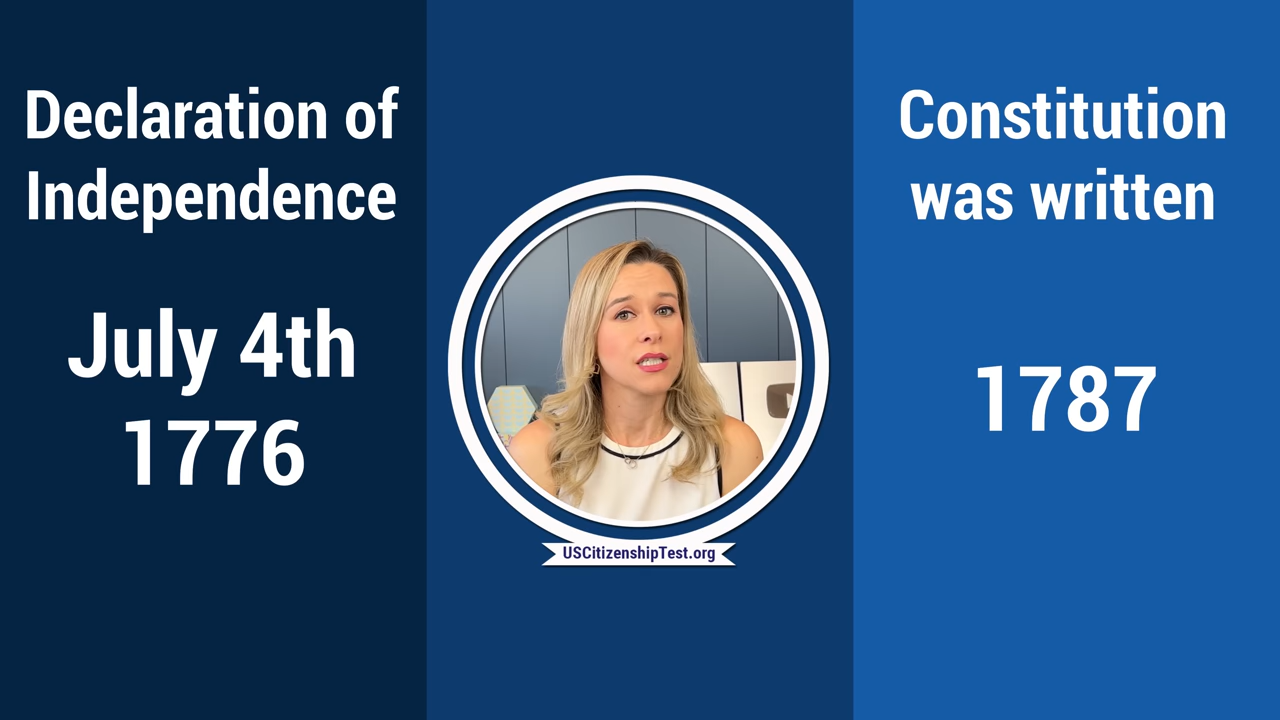 Declaration of
Independence
July 4th
1776
USCitizenshipTest.org
Constitution
was written
1787